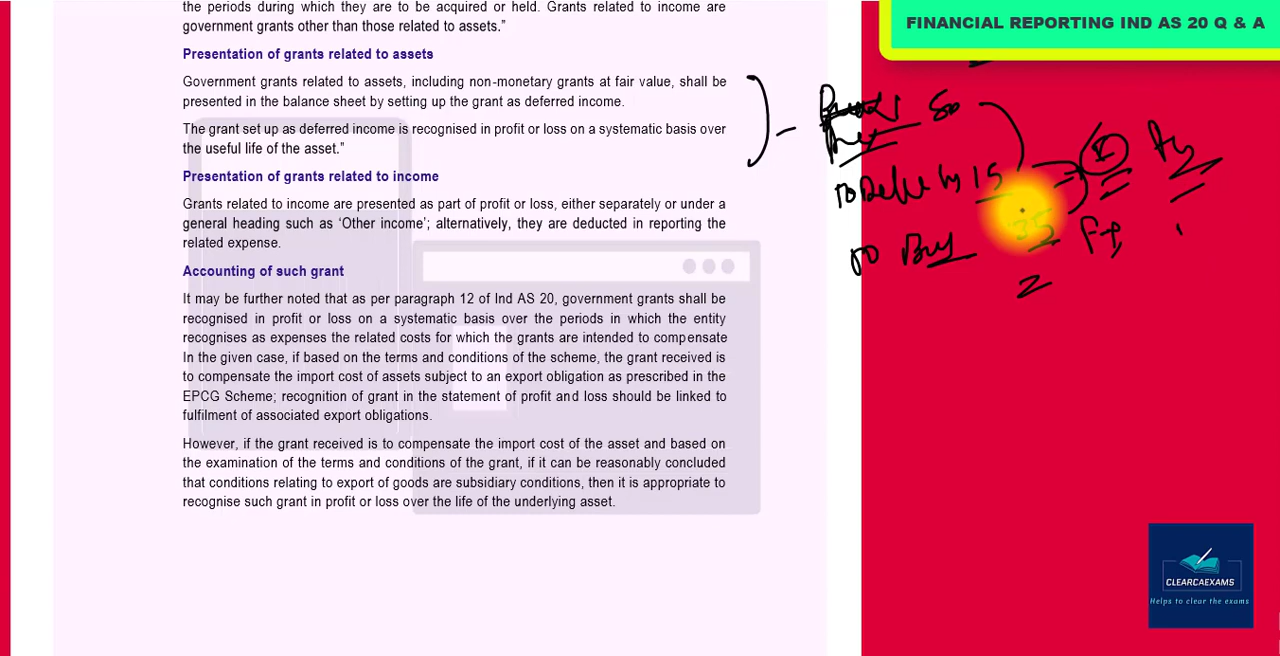 the periods during which they are to be acquired or held. Grants related to income are
government grants other than those related to assets."
FINANCIAL REPORTING IND AS 20 Q & A
Presentation of grants related to assets
Government grants related to assets, including non-monetary grants at fair value, shall be
presented in the balance sheet by setting up the grant as deferred income.
The grant set up as deferred income is recognised in profit or loss on a systematic basis over
the useful life of the asset."
Presentation of grants related to income
Grants related to income are presented as part of profit or loss, either separately or under a
general heading such as ‘Other income’; alternatively, they are deducted in reporting the
related expense.
Accounting of such grant
It may be further noted that as per paragraph 12 of Ind AS 20, government grants shall be
recognised in profit or loss on a systematic basis over the periods in which the entity
recognises as expenses the related costs for which the grants are intended to compensate
In the given case, if based on the terms and conditions of the scheme, the grant received is
to compensate the import cost of assets subject to an export obligation as prescribed in the
EPCG Scheme; recognition of grant in the statement of profit and loss should be linked to
fulfilment of associated export obligations.
However, if the grant received is to compensate the import cost of the asset and based on
the examination of the terms and conditions of the grant, if it can be reasonably concluded
that conditions relating to export of goods are subsidiary conditions, then it is appropriate to
recognise such grant in profit or loss over the life of the underlying asset.
15
35
CLEARCAEXAMS
Helps to clear the exams